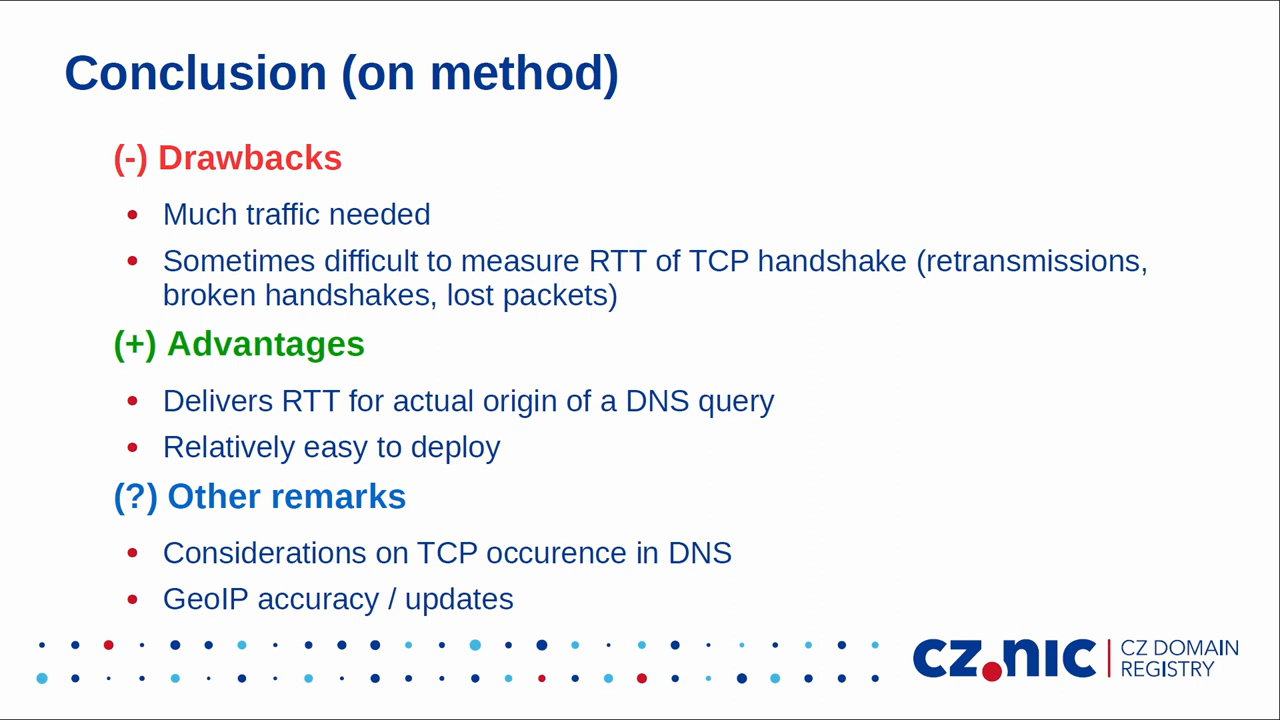 Conclusion (on method)
(-) Drawbacks
• Much traffic needed
• Sometimes difficult to measure RTT of TCP handshake (retransmissions,
broken handshakes, lost packets)
(+) Advantages
• Delivers RTT for actual origin of a DNS query
• Relatively easy to deploy
(?) Other remarks
• Considerations on TCP occurence in DNS
• GeoIP accuracy / updates
cz.nic
CZ DOMAIN
REGISTRY